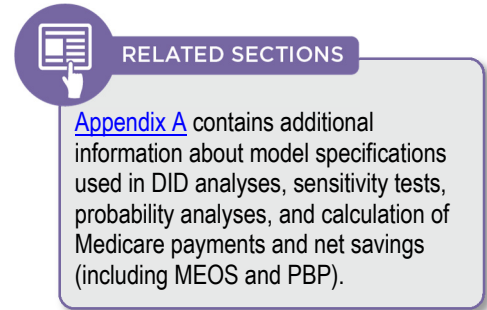 RELATED SECTIONS
Appendix A contains additional
information about model specifications
used in DID analyses, sensitivity tests,
probability analyses, and calculation of
Medicare payments and net savings
(including MEOS and PBP).